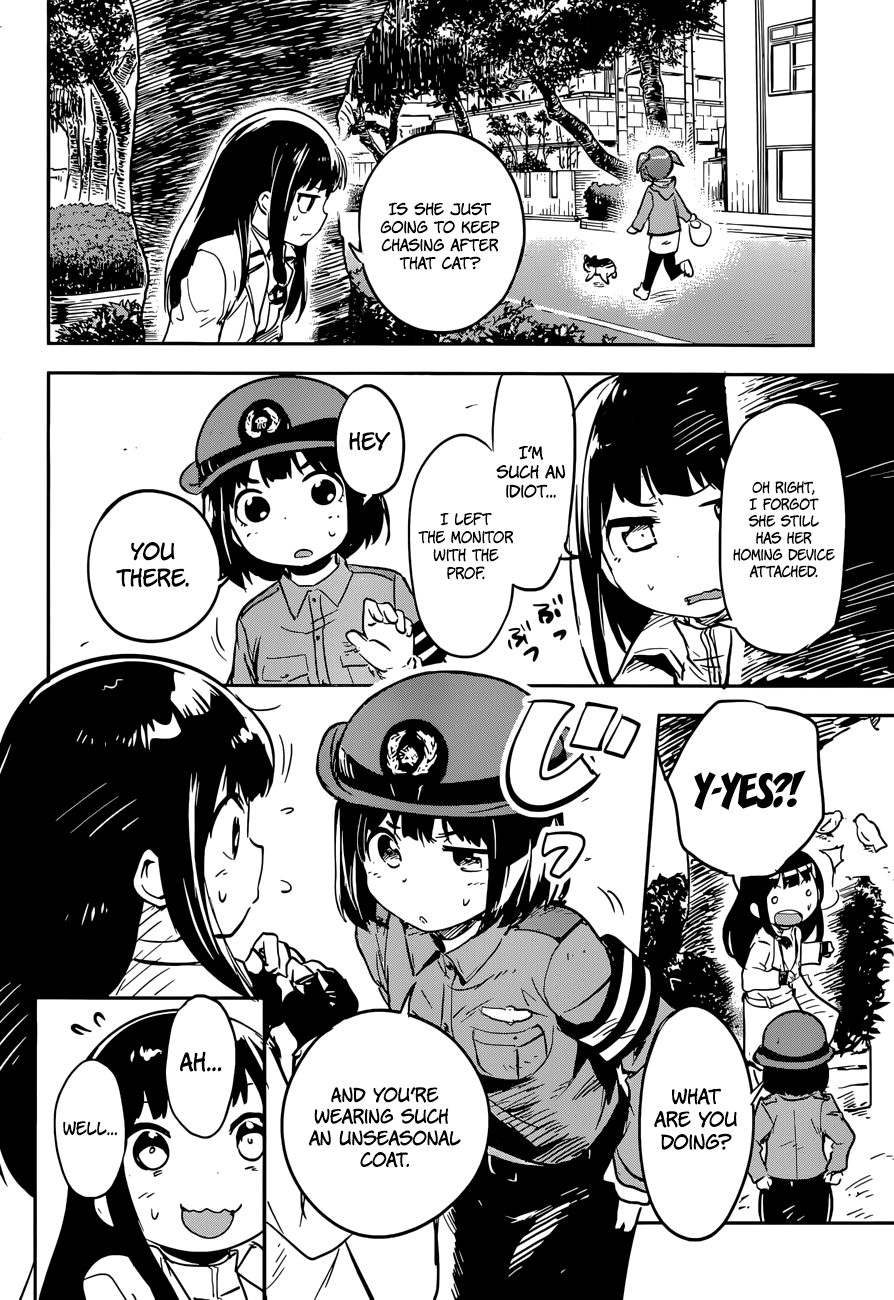 IS SHE JUST
GOING TO KEEP
CHASING AFTER
THAT CAT?
OH RIGHT,
I FORGOT
SHE STILL
HAS HER
HOMING DEVICE
ATTACHED.
I'M
SUCH AN
IDIOT...
I LEFT
THE MONITOR
WITH THE
PROF.
ぶつ
ぶつ
HEY
YOU
THERE.
Y-YES?!
WHAT
ARE YOU
DOING?
じーっ
AND YOU'RE
WEARING SUCH
AN UNSEASONAL
COAT.
AH...
WELL...